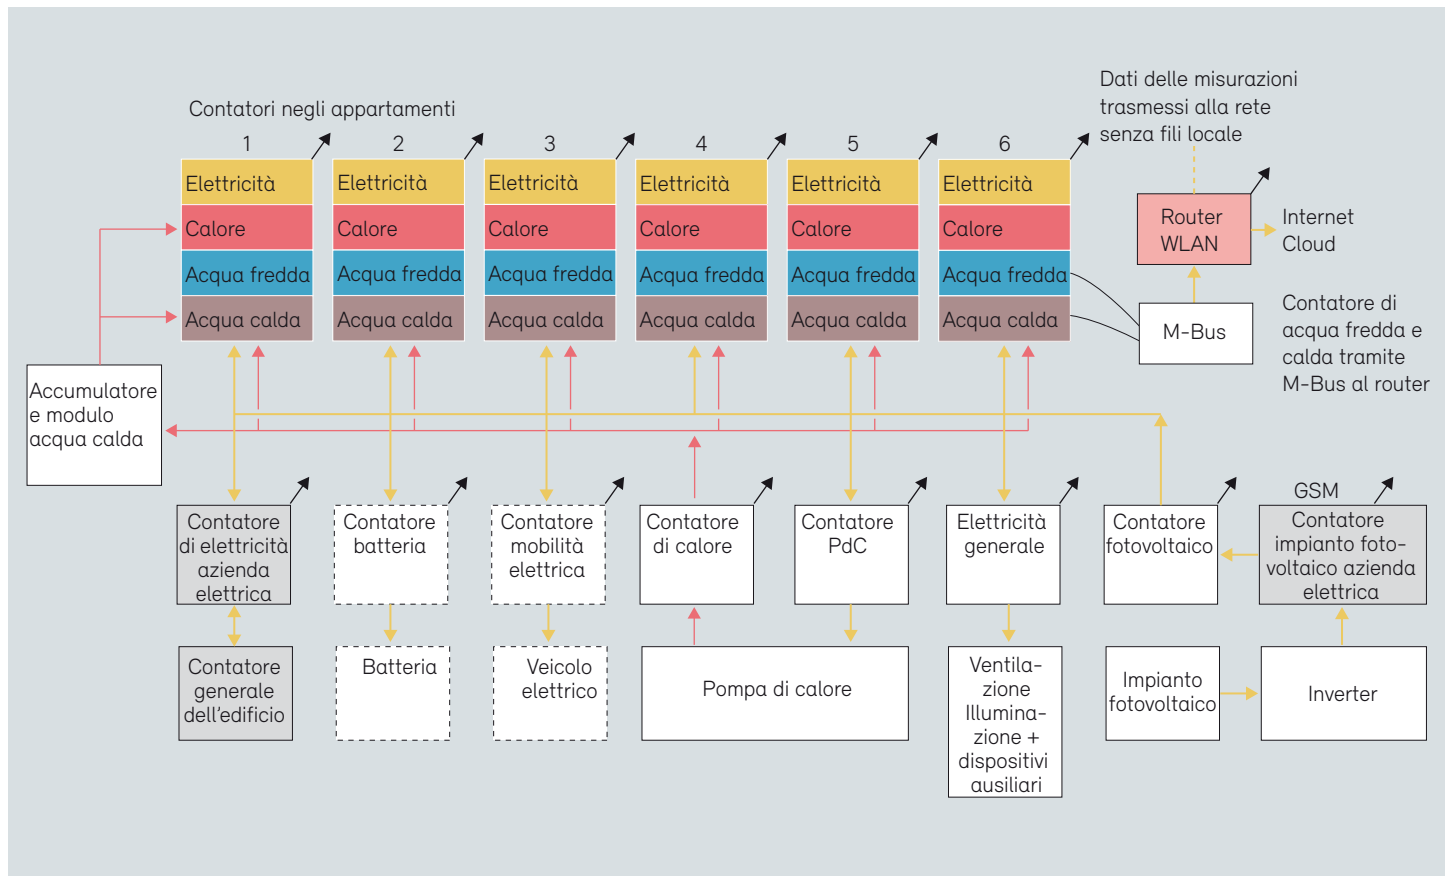 Contatori negli appartamenti
1
2
3
4
5
6
Dati delle misurazioni
trasmessi alla rete
senza fili locale
Elettricità
Elettricità
Elettricità
Elettricità
Elettricità
Elettricità
Calore
Calore
Calore
Calore
Calore
Calore
Acqua fredda
Acqua fredda
Acqua fredda
Acqua fredda
Acqua fredda
Acqua fredda
Acqua calda
Acqua calda
Acqua calda
Acqua calda
Acqua calda
Acqua calda
Router
WLAN
Internet
Cloud
M-Bus
Contatore di
acqua fredda e
calda tramite
M-Bus al router
Accumulatore
e modulo
acqua calda
Contatore
di elettricità
azienda
elettrica
Contatore
batteria
Contatore
mobilità
elettrica
Contatore
di calore
Contatore
PdC
Elettricità
generale
Contatore
fotovoltaico
GSM
Contatore
impianto foto-
voltaico azienda
elettrica
Contatore
generale
dell'edificio
Batteria
Veicolo
elettrico
Pompa di calore
Ventila-
zione
Illumina-
zione +
dispositivi
ausiliari
Impianto
fotovoltaico
Inverter